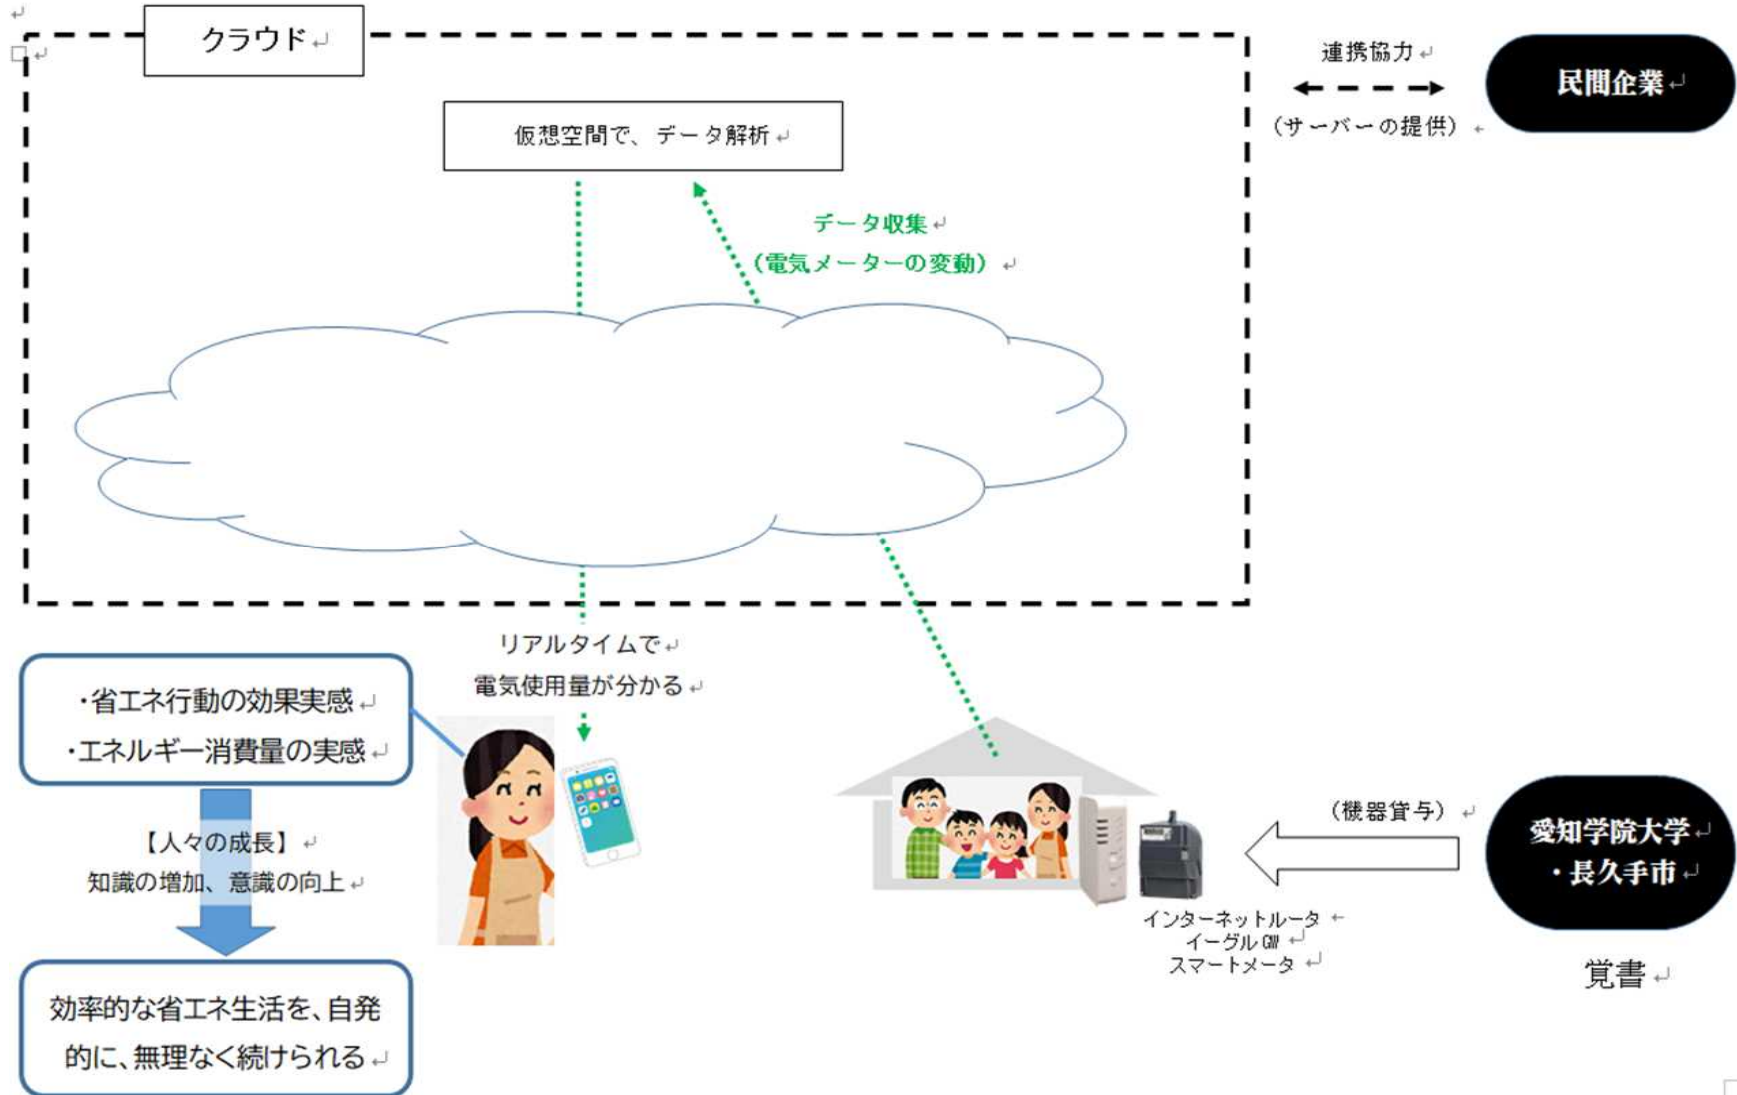 クラウド
連携協力
民間企業
(サーバーの提供)
仮想空間で、データ解析
データ収集
(電気メーターの変動)
リアルタイムで
電気使用量が分かる
・省エネ行動の効果実感
・エネルギー消費量の実感
【人々の成長】
知識の増加、意識の向上
効率的な省エネ生活を、自発
的に、無理なく続けられる
(機器貸与)
愛知学院大学
・長久手市
インターネットルータ
イーグルGW
スマートメータ
覚書